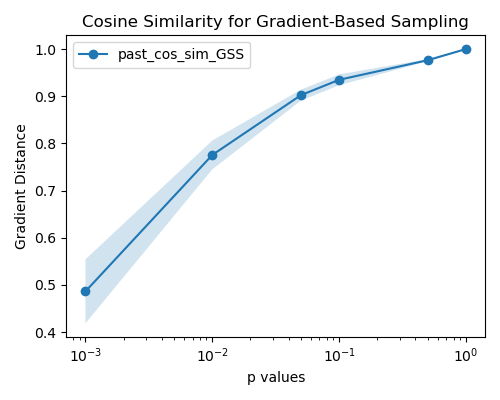 Cosine Similarity for Gradient-Based Sampling
past_cos_sim_GSS
Gradient Distance
1.0
0.9
0.8
0.7
0.6
0.5
0.4
10⁻³ 10⁻² 10⁻¹ 10⁰
p values